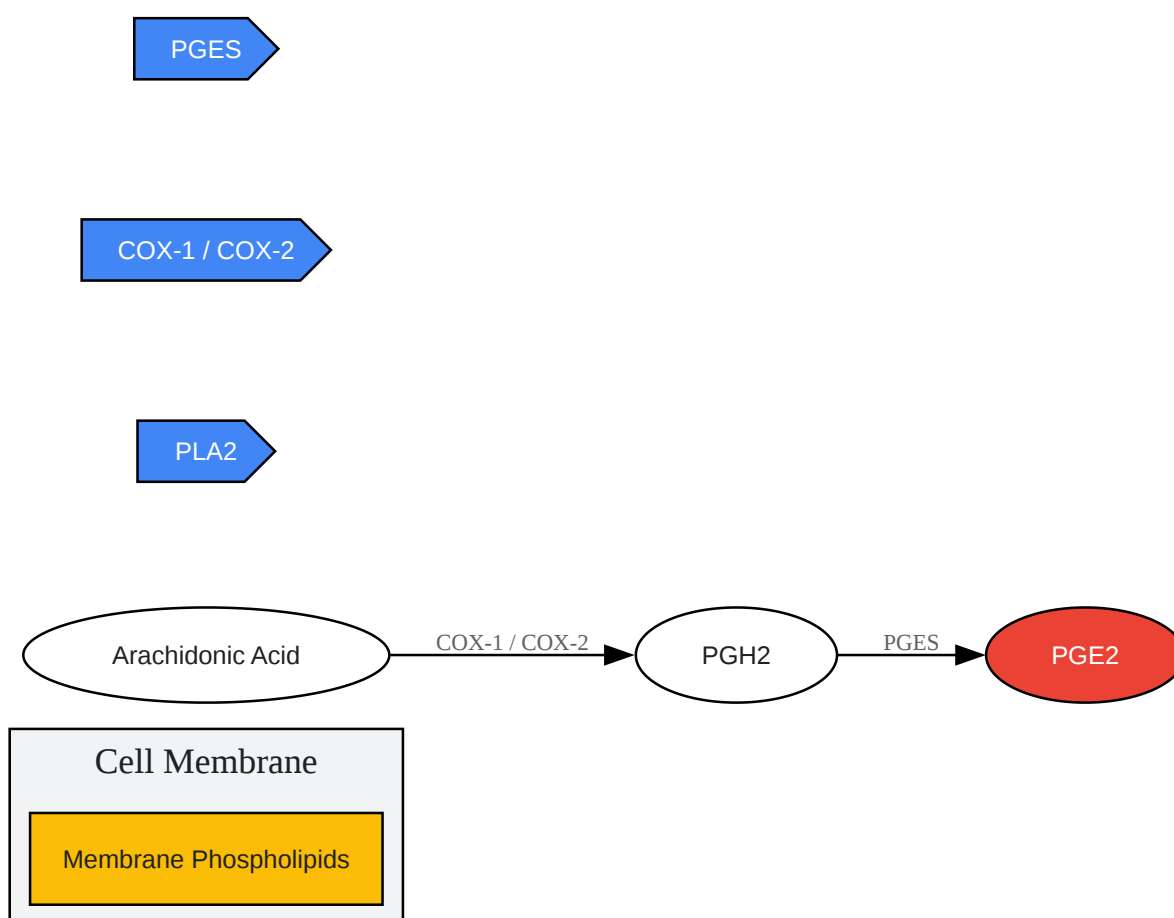 PGES
COX-1 / COX-2
PLA2
Arachidonic Acid
COX-1 / COX-2
PGH2
PGES
PGE2
Cell Membrane
Membrane Phospholipids